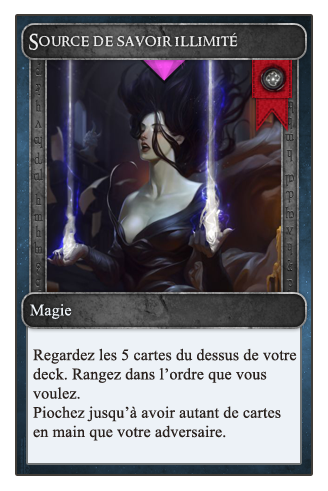 Source de savoir illimité
Magie
Regardez les 5 cartes du dessus de votre
deck. Rangez dans l'ordre que vous
voulez.
Piochez jusqu'à avoir autant de cartes
en main que votre adversaire.